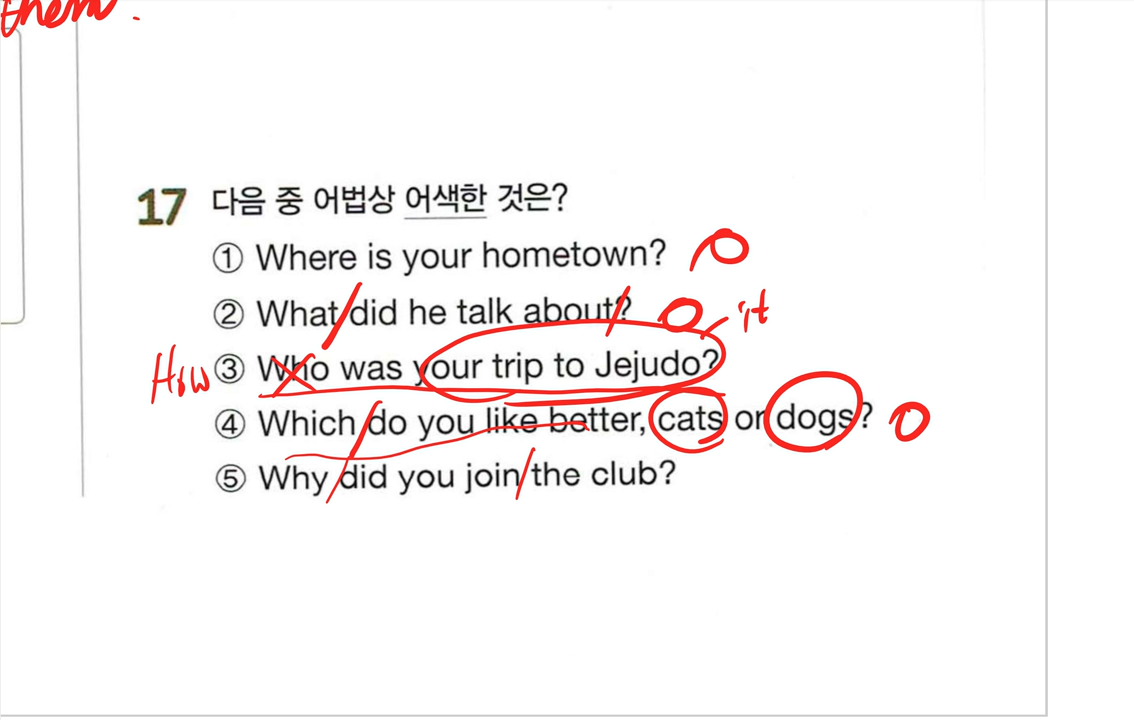 them.
17 다음 중 어법상 어색한 것은?
① Where is your hometown?
② What did he talk about?
it
How ③ Who was your trip to Jejudo?
④ Which do you like better, cats or dogs?
⑤ Why did you join the club?